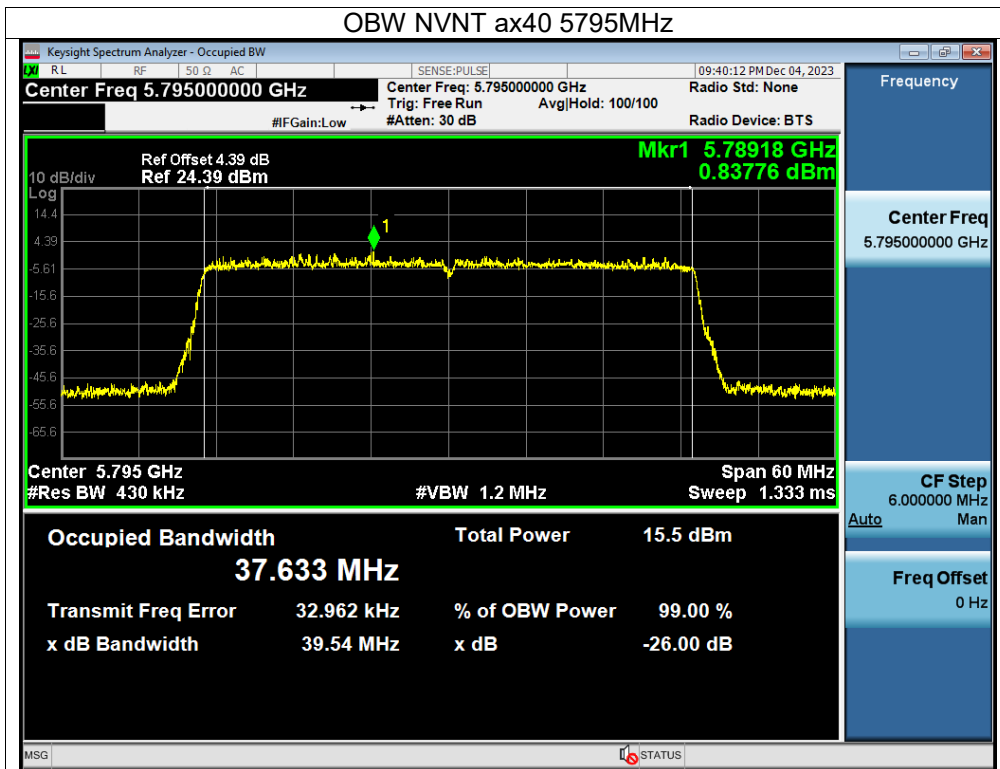 OBW NVNT ax40 5795MHz
Keysight Spectrum Analyzer - Occupied BW
LXI RL RF 50 Ω AC SENSE:PULSE 09:40:12 PM Dec 04, 2023
Center Freq 5.795000000 GHz
Center Freq: 5.795000000 GHz Radio Std: None
Trig: Free Run Avg|Hold: 100/100
#IFGain:Low #Atten: 30 dB Radio Device: BTS
Mkr1 5.78918 GHz
0.83776 dBm
Ref Offset 4.39 dB
10 dB/div Ref 24.39 dBm
Log
14.4
1
4.39
-5.61
-15.6
-25.6
-35.6
-45.6
-55.6
-65.6
Center 5.795 GHz Span 60 MHz
#Res BW 430 kHz #VBW 1.2 MHz Sweep 1.333 ms
Occupied Bandwidth Total Power 15.5 dBm
37.633 MHz
Transmit Freq Error 32.962 kHz % of OBW Power 99.00 %
x dB Bandwidth 39.54 MHz x dB -26.00 dB
Frequency
Center Freq
5.795000000 GHz
CF Step
6.000000 MHz
Auto Man
Freq Offset
0 Hz
MSG STATUS